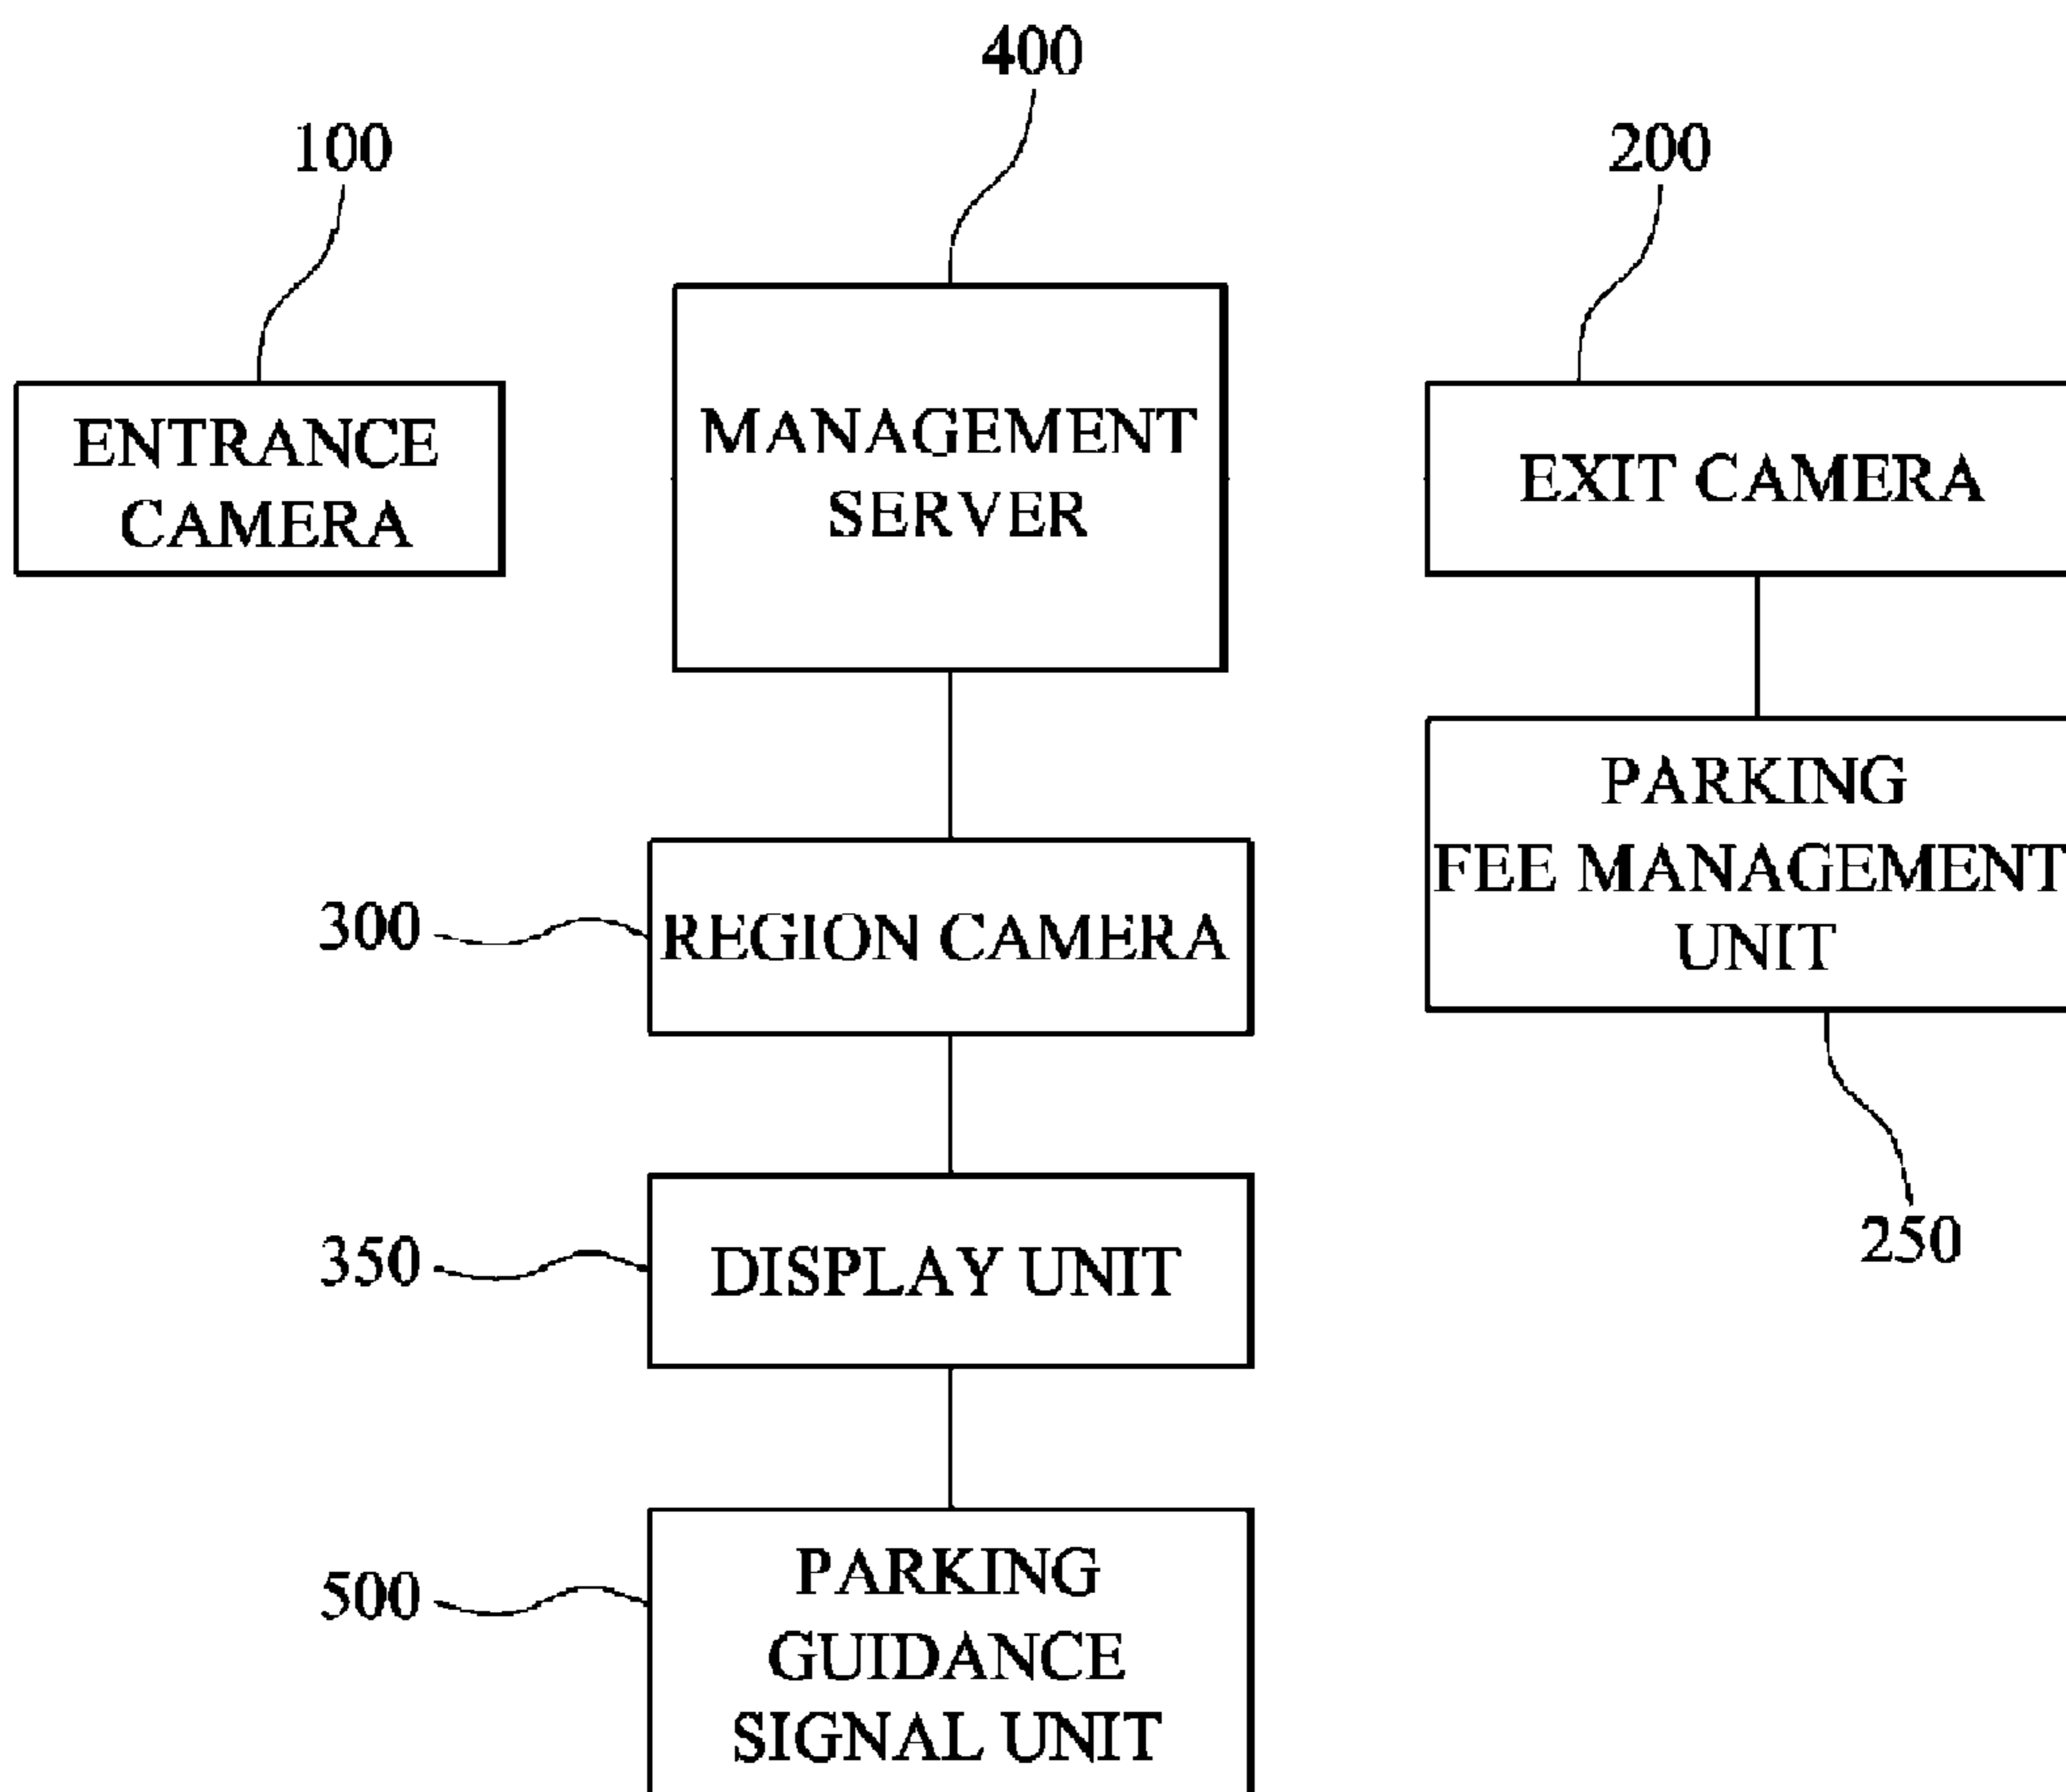 400
100
200
ENTRANCE
CAMERA
MANAGEMENT
SERVER
EXIT CAMERA
PARKING
FEE MANAGEMENT
UNIT
300
REGION CAMERA
250
350
DISPLAY UNIT
500
PARKING
GUIDANCE
SIGNAL UNIT